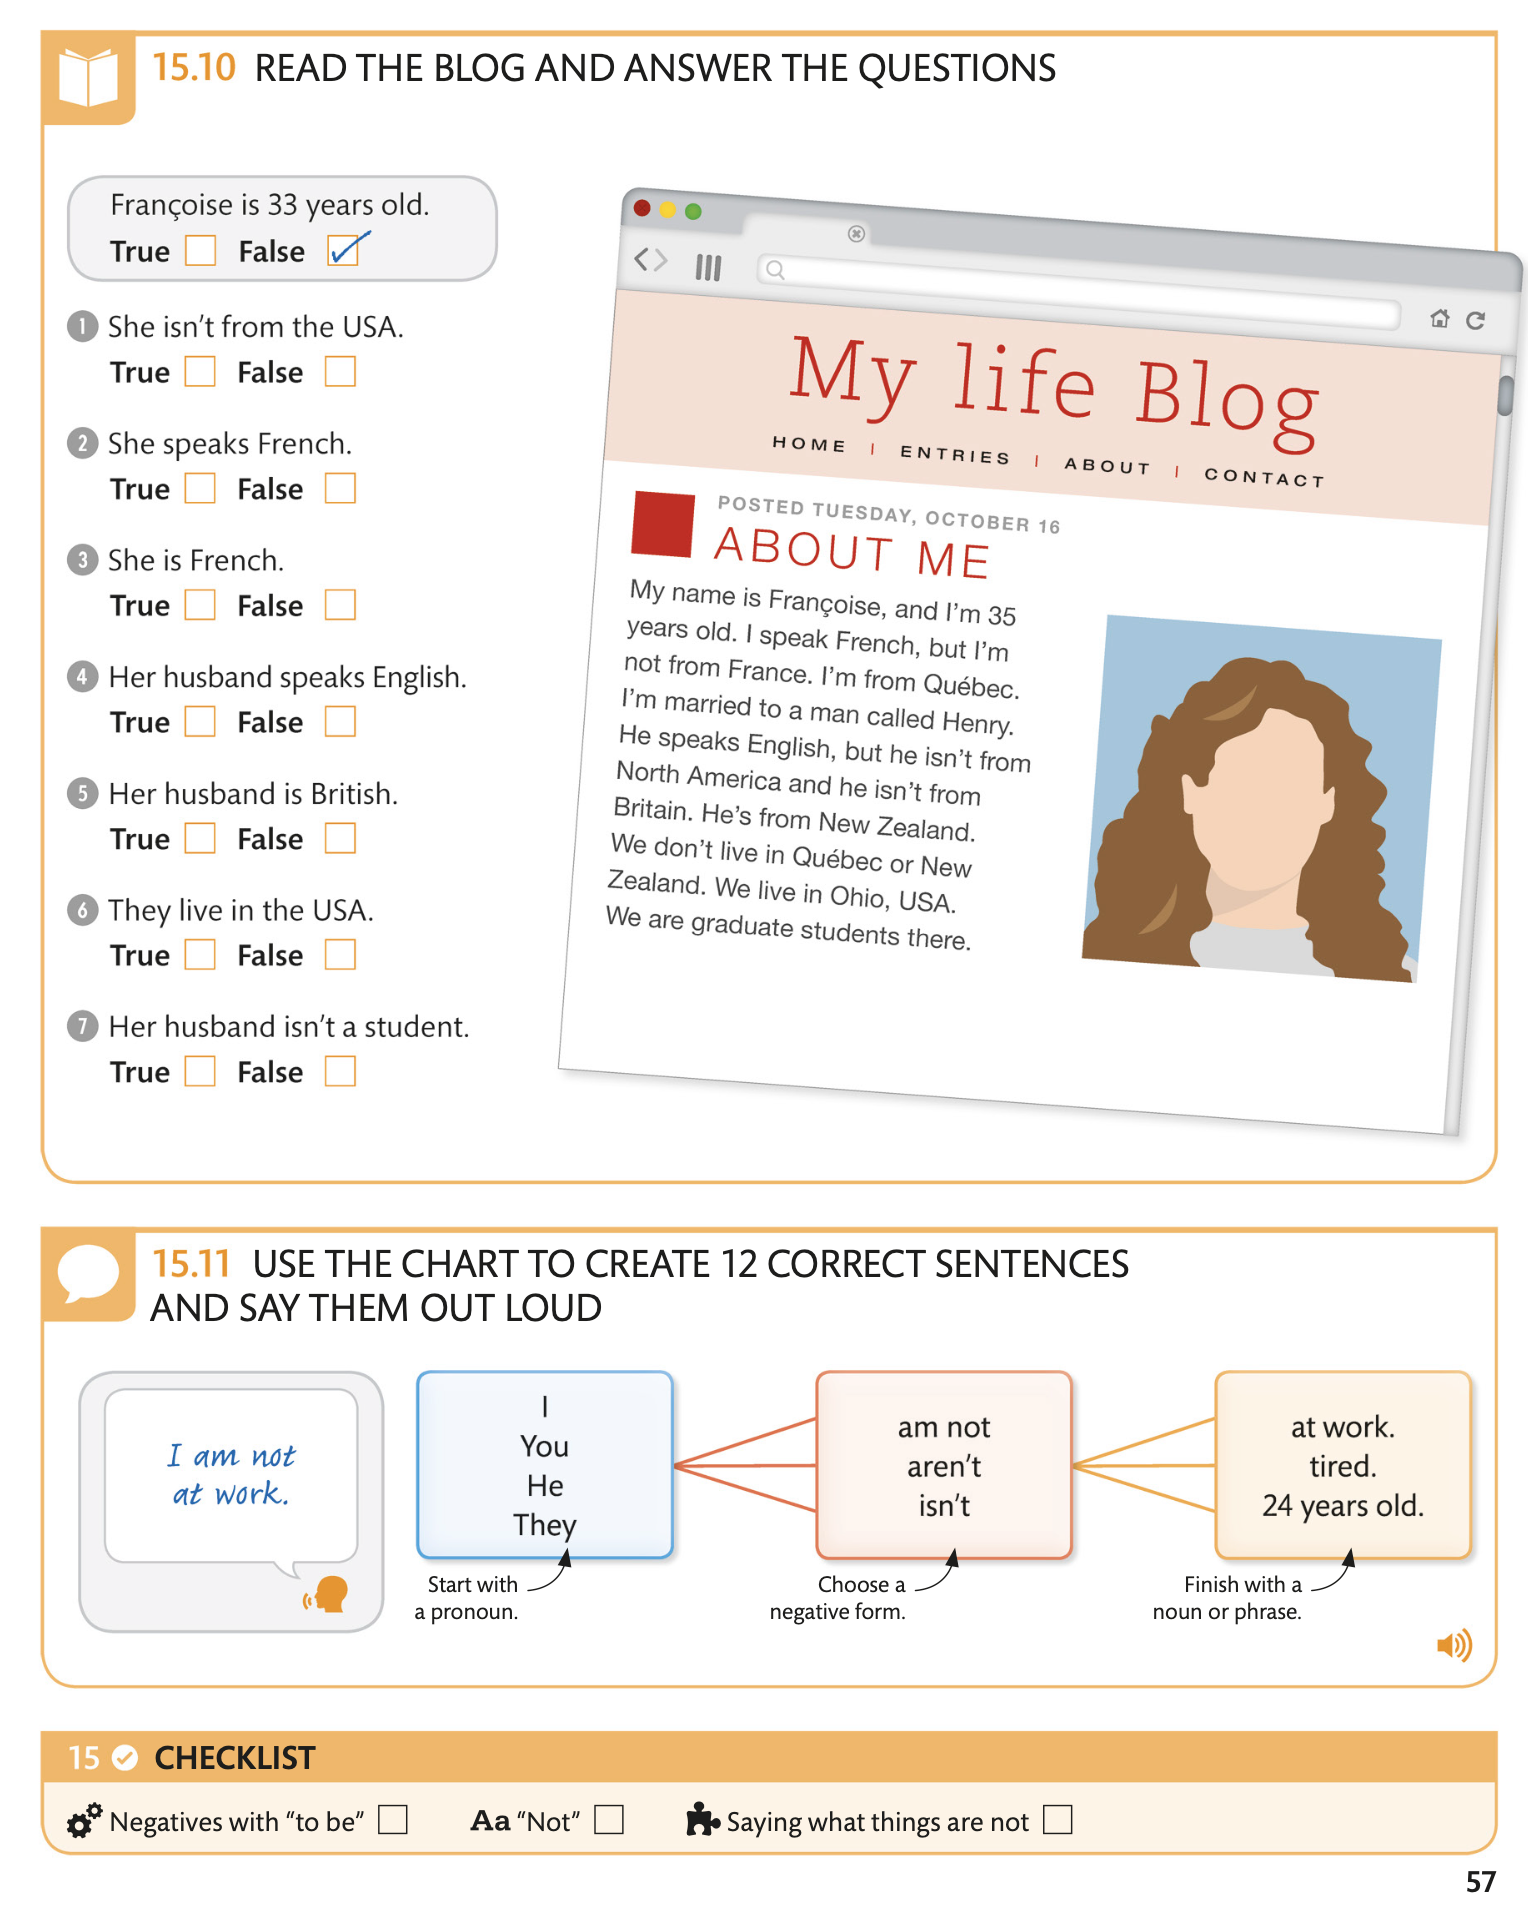 15.10 READ THE BLOG AND ANSWER THE QUESTIONS
Françoise is 33 years old.
True False
1 She isn't from the USA.
True False
2 She speaks French.
True False
3 She is French.
True False
4 Her husband speaks English.
True False
5 Her husband is British.
True False
6 They live in the USA.
True False
7 Her husband isn't a student.
True False
My life Blog
HOME | ENTRIES | ABOUT | CONTACT
POSTED TUESDAY, OCTOBER 16
ABOUT ME
My name is Françoise, and I'm 35
years old. I speak French, but I'm
not from France. I'm from Québec.
I'm married to a man called Henry.
He speaks English, but he isn't from
North America and he isn't from
Britain. He's from New Zealand.
We don't live in Québec or New
Zealand. We live in Ohio, USA.
We are graduate students there.
15.11 USE THE CHART TO CREATE 12 CORRECT SENTENCES
AND SAY THEM OUT LOUD
I am not
at work.
I
You
He
They
Start with
a pronoun.
am not
aren't
isn't
Choose a
negative form.
at work.
tired.
24 years old.
Finish with a
noun or phrase.
15 CHECKLIST
Negatives with "to be" Aa "Not" Saying what things are not
57